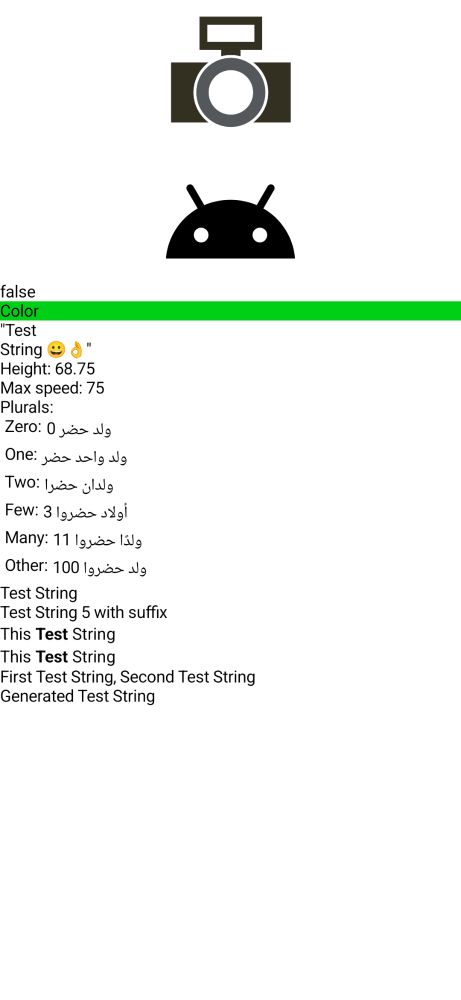 false
Color
"Test
String 😀👌"
Height: 68.75
Max speed: 75
Plurals:
Zero: 0 ولد حضر
One: ولد واحد حضر
Two: ولدان حضرا
Few: 3 أولاد حضروا
Many: 11 ولدًا حضروا
Other: 100 ولد حضروا
Test String
Test String 5 with suffix
This Test String
This Test String
First Test String, Second Test String
Generated Test String